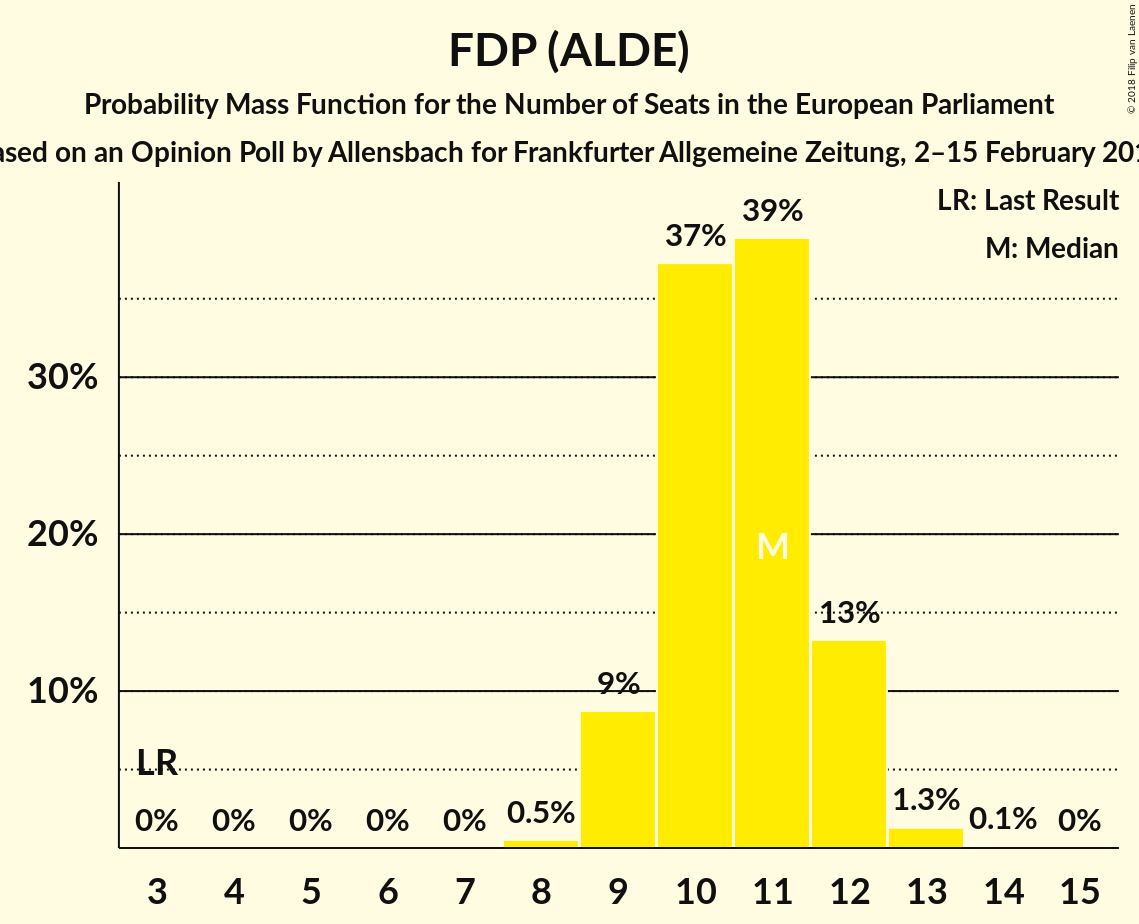 FDP (ALDE)
Probability Mass Function for the Number of Seats in the European Parliament
on an Opinion Poll by Allensbach for Frankfurter Allgemeine Zeitung, 2–15 February
© 2018 Filip van Laenen
LR: Last Result
M: Median
39%
37%
30%
20%
M
13%
10%
9%
LR
0% 0% 0% 0% 0% 0.5% 1.3% 0.1% 0%
3 4 5 6 7 8 9 10 11 12 13 14 15